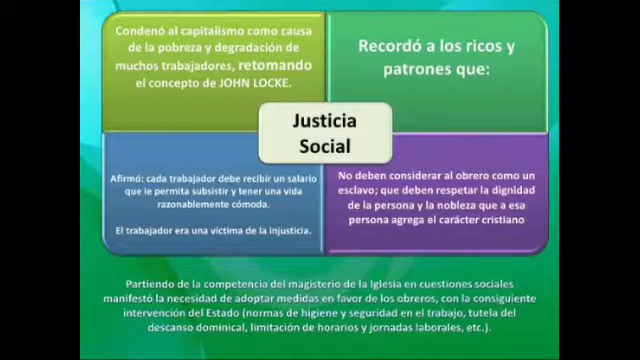 Condenó al capitalismo como causa
de la pobreza y degradación de
muchos trabajadores, retomando
el concepto de JOHN LOCKE.
Recordó a los ricos y
patrones que:
Justicia
Social
Afirmó: cada trabajador debe recibir un salario
que le permita subsistir y tener una vida
razonablemente cómoda.
El trabajador era una víctima de la injusticia.
No deben considerar al obrero como un
esclavo; que deben respetar la dignidad
de la persona y la nobleza que a esa
persona agrega el carácter cristiano
Partiendo de la competencia del magisterio de la Iglesia en cuestiones sociales
manifestó la necesidad de adoptar medidas en favor de los obreros, con la consiguiente
intervención del Estado (normas de higiene y seguridad en el trabajo, tutela del
descanso dominical, limitación de horarios y jornadas laborales, etc.).